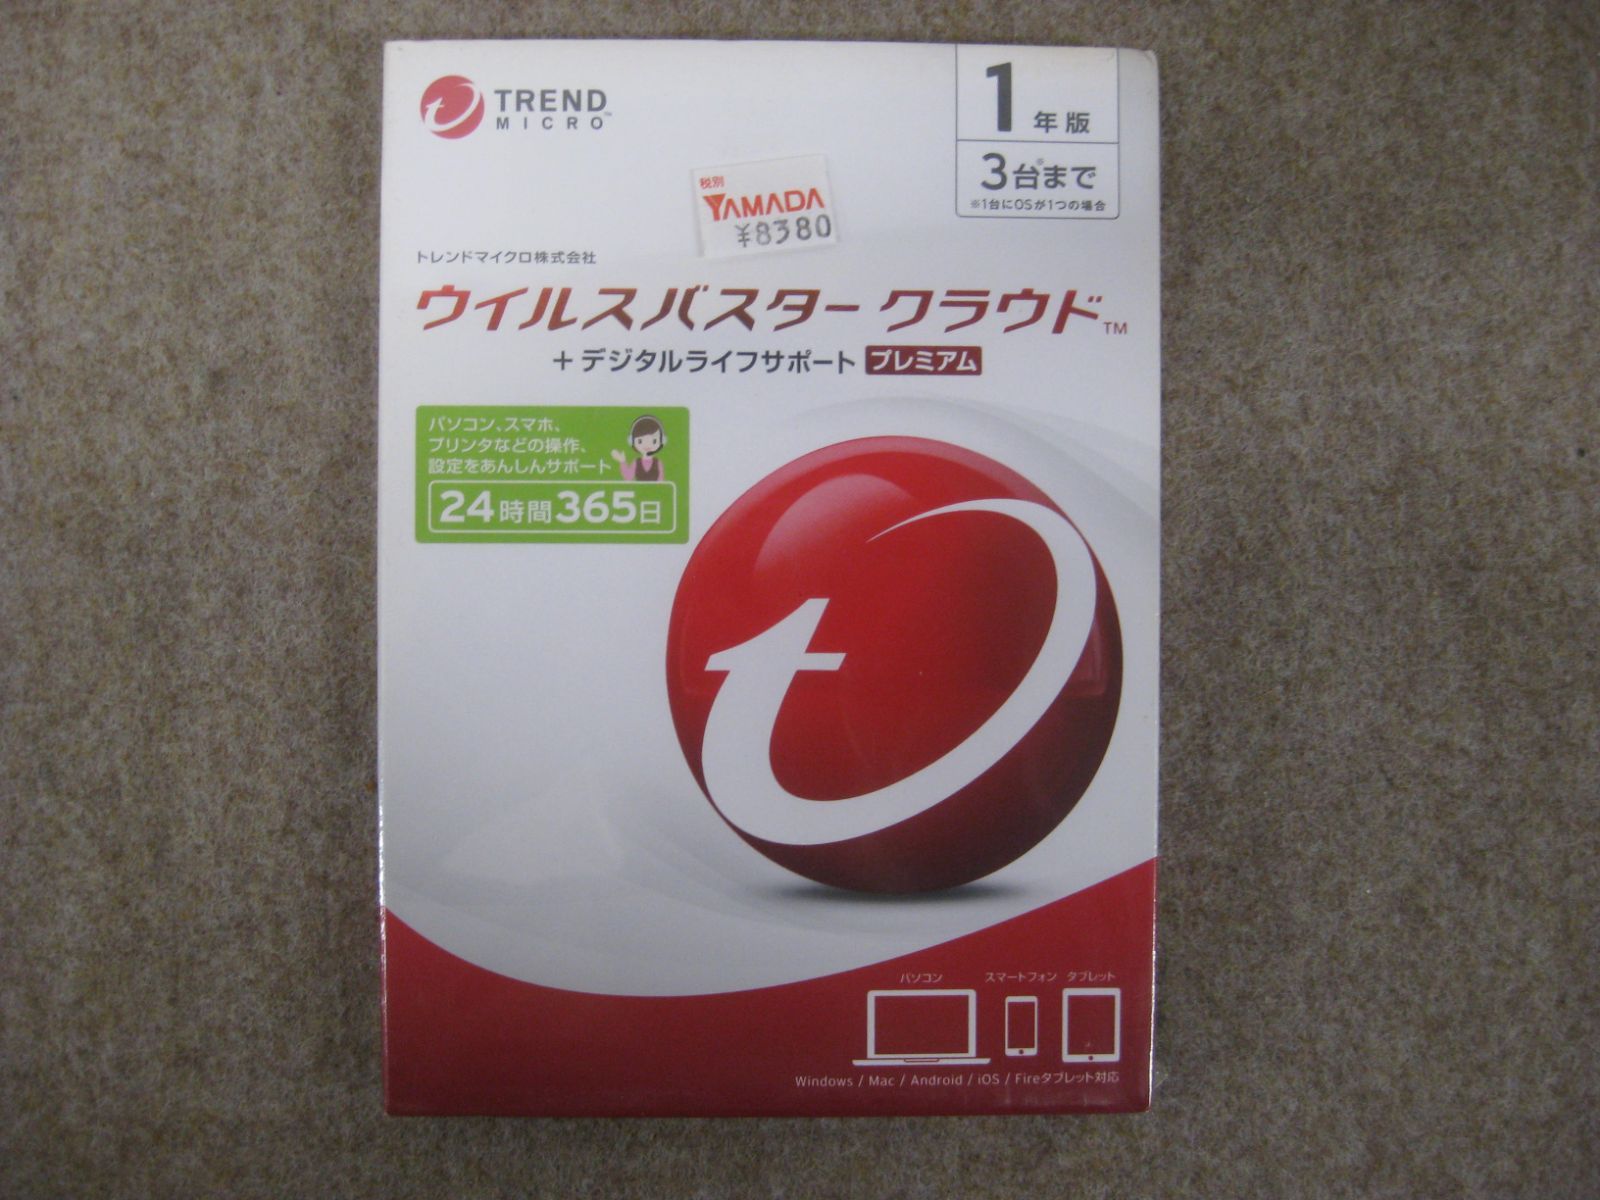 TREND
MICRO™
1年版
3台※まで
※1台にOSが1つの場合
税別
YAMADA
¥8380
トレンドマイクロ株式会社
ウイルスバスター クラウド™
+ デジタルライフサポート プレミアム
パソコン、スマホ、
プリンタなどの操作、
設定をあんしんサポート
24時間365日
パソコン スマートフォン タブレット
Windows / Mac / Android / iOS / Fireタブレット対応